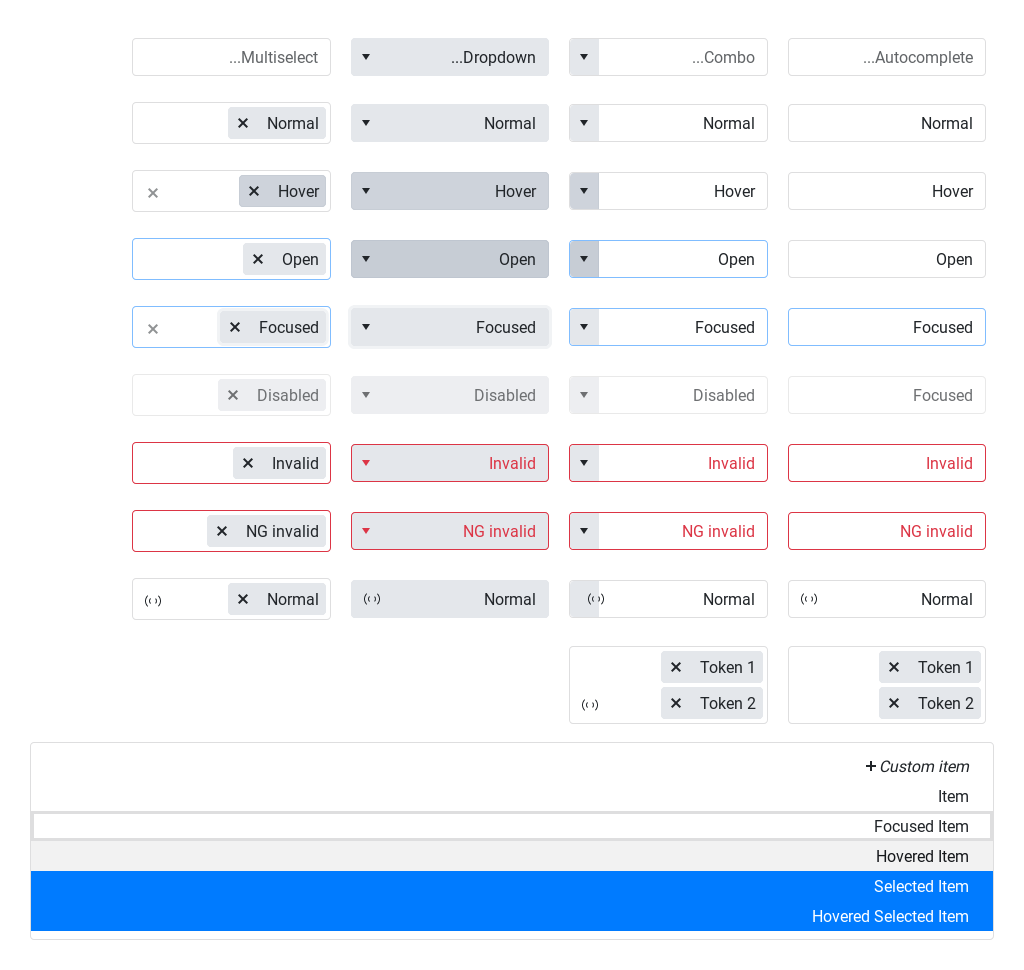 ...Multiselect ...Dropdown ...Combo ...Autocomplete
Normal Normal Normal Normal
Hover Hover Hover Hover
Open Open Open Open
Focused Focused Focused Focused
Disabled Disabled Disabled Focused
Invalid Invalid Invalid Invalid
NG invalid NG invalid NG invalid NG invalid
Normal Normal Normal Normal
Token 1 Token 1
Token 2 Token 2
Custom item
Item
Focused Item
Hovered Item
Selected Item
Hovered Selected Item